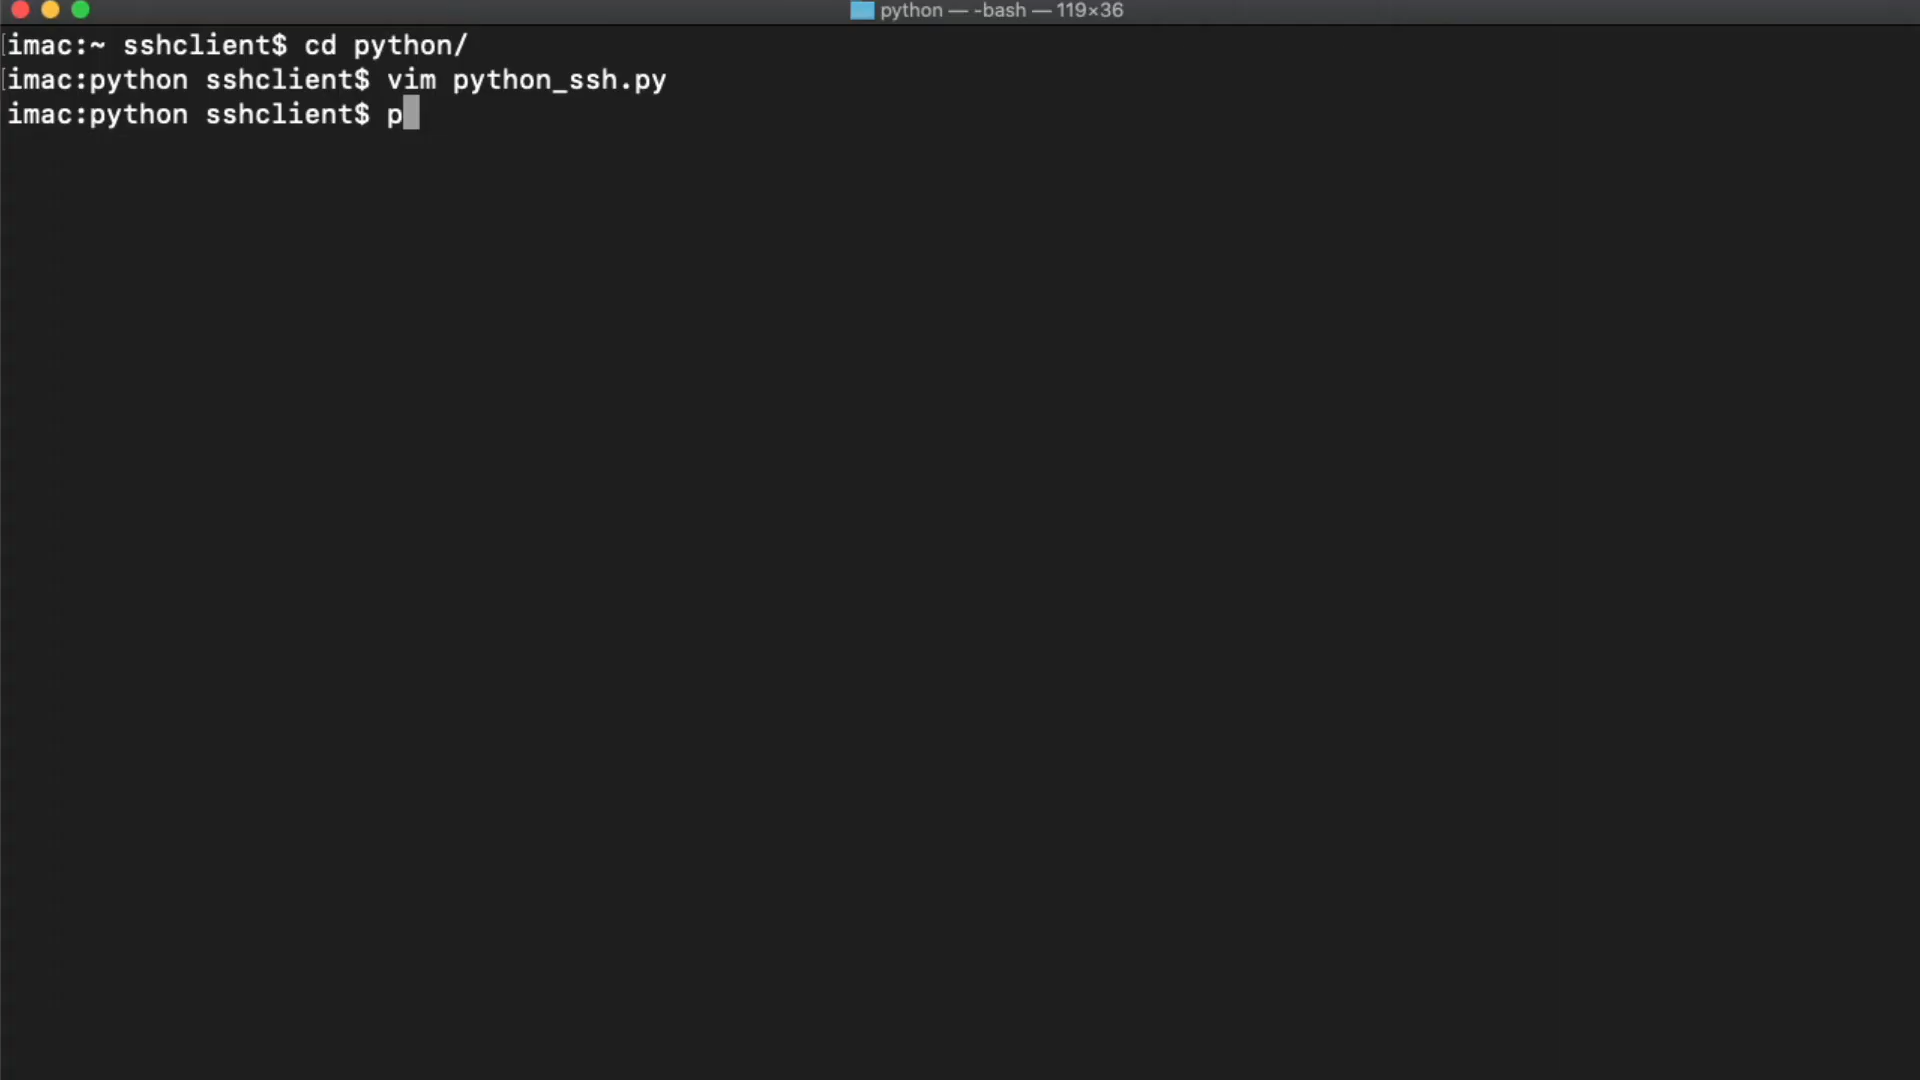 python — -bash — 119×36
imac:~ sshclient$ cd python/
imac:python sshclient$ vim python_ssh.py
imac:python sshclient$ p